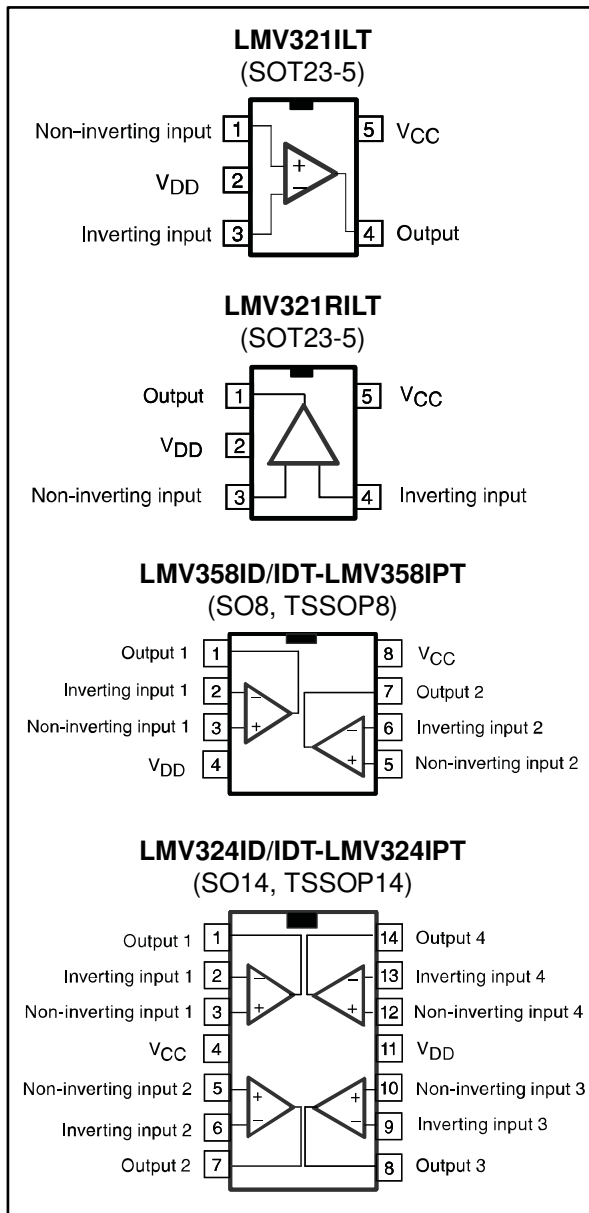 LMV321ILT
(SOT23-5)
Non-inverting input 1 5 VCC
VDD 2
Inverting input 3 4 Output
+
−
LMV321RILT
(SOT23-5)
Output 1 5 VCC
VDD 2
Non-inverting input 3 4 Inverting input
LMV358ID/IDT-LMV358IPT
(SO8, TSSOP8)
Output 1 1 8 VCC
Inverting input 1 2 − 7 Output 2
Non-inverting input 1 3 + − 6 Inverting input 2
VDD 4 + 5 Non-inverting input 2
LMV324ID/IDT-LMV324IPT
(SO14, TSSOP14)
Output 1 1 14 Output 4
Inverting input 1 2 − − 13 Inverting input 4
Non-inverting input 1 3 + + 12 Non-inverting input 4
VCC 4 11 VDD
Non-inverting input 2 5 + + 10 Non-inverting input 3
Inverting input 2 6 − − 9 Inverting input 3
Output 2 7 8 Output 3